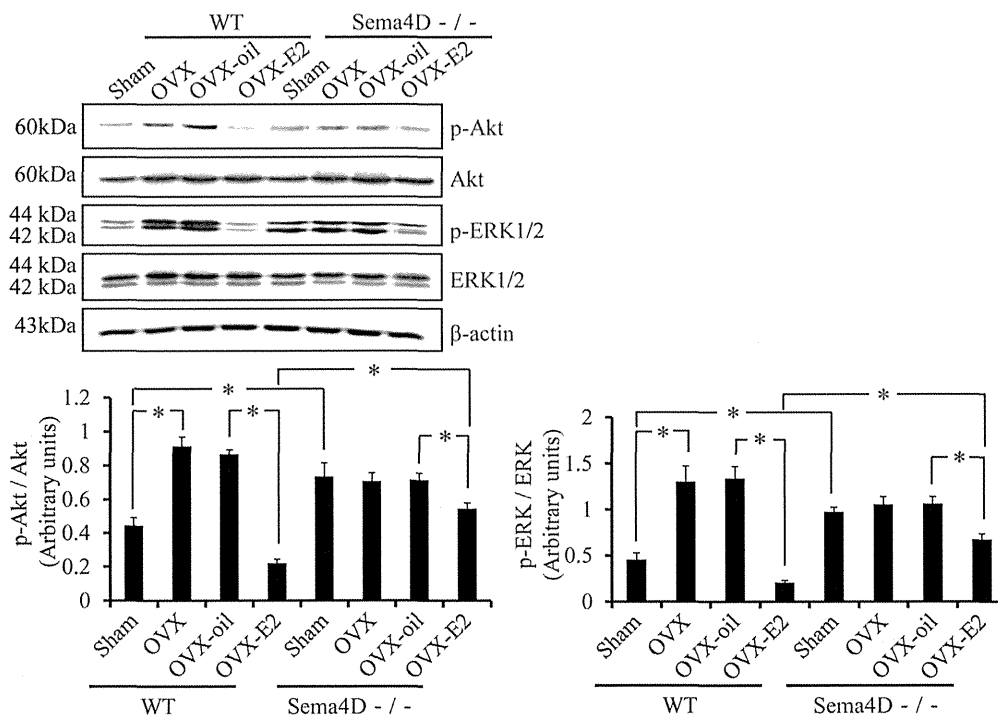 WT Sema4D - / -
Sham OVX OVX-oil OVX-E2 Sham OVX OVX-oil OVX-E2
60kDa p-Akt
60kDa Akt
44 kDa
42 kDa p-ERK1/2
44 kDa
42 kDa ERK1/2
43kDa β-actin
p-Akt / Akt
(Arbitrary units)
1.2
1
0.8
0.6
0.4
0.2
0
* * * * *
Sham OVX OVX-oil OVX-E2 Sham OVX OVX-oil OVX-E2
WT Sema4D - / -
p-ERK / ERK
(Arbitrary units)
2
1.5
1
0.5
0
* * * * *
Sham OVX OVX-oil OVX-E2 Sham OVX OVX-oil OVX-E2
WT Sema4D - / -